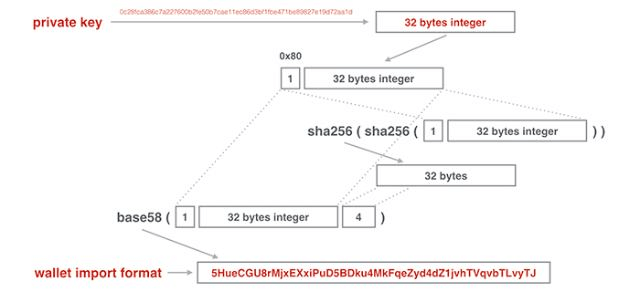 private key 0c28fca386c7a227600b2fe50b7cae11ec86d3bf1fbe471be89827e19d72aa1d 32 bytes integer
0x80
1 32 bytes integer
sha256 ( sha256 ( 1 32 bytes integer ) )
32 bytes
base58 ( 1 32 bytes integer 4 )
wallet import format 5HueCGU8rMjxEXxiPuD5BDku4MkFqeZyd4dZ1jvhTVqvbTLvyTJ